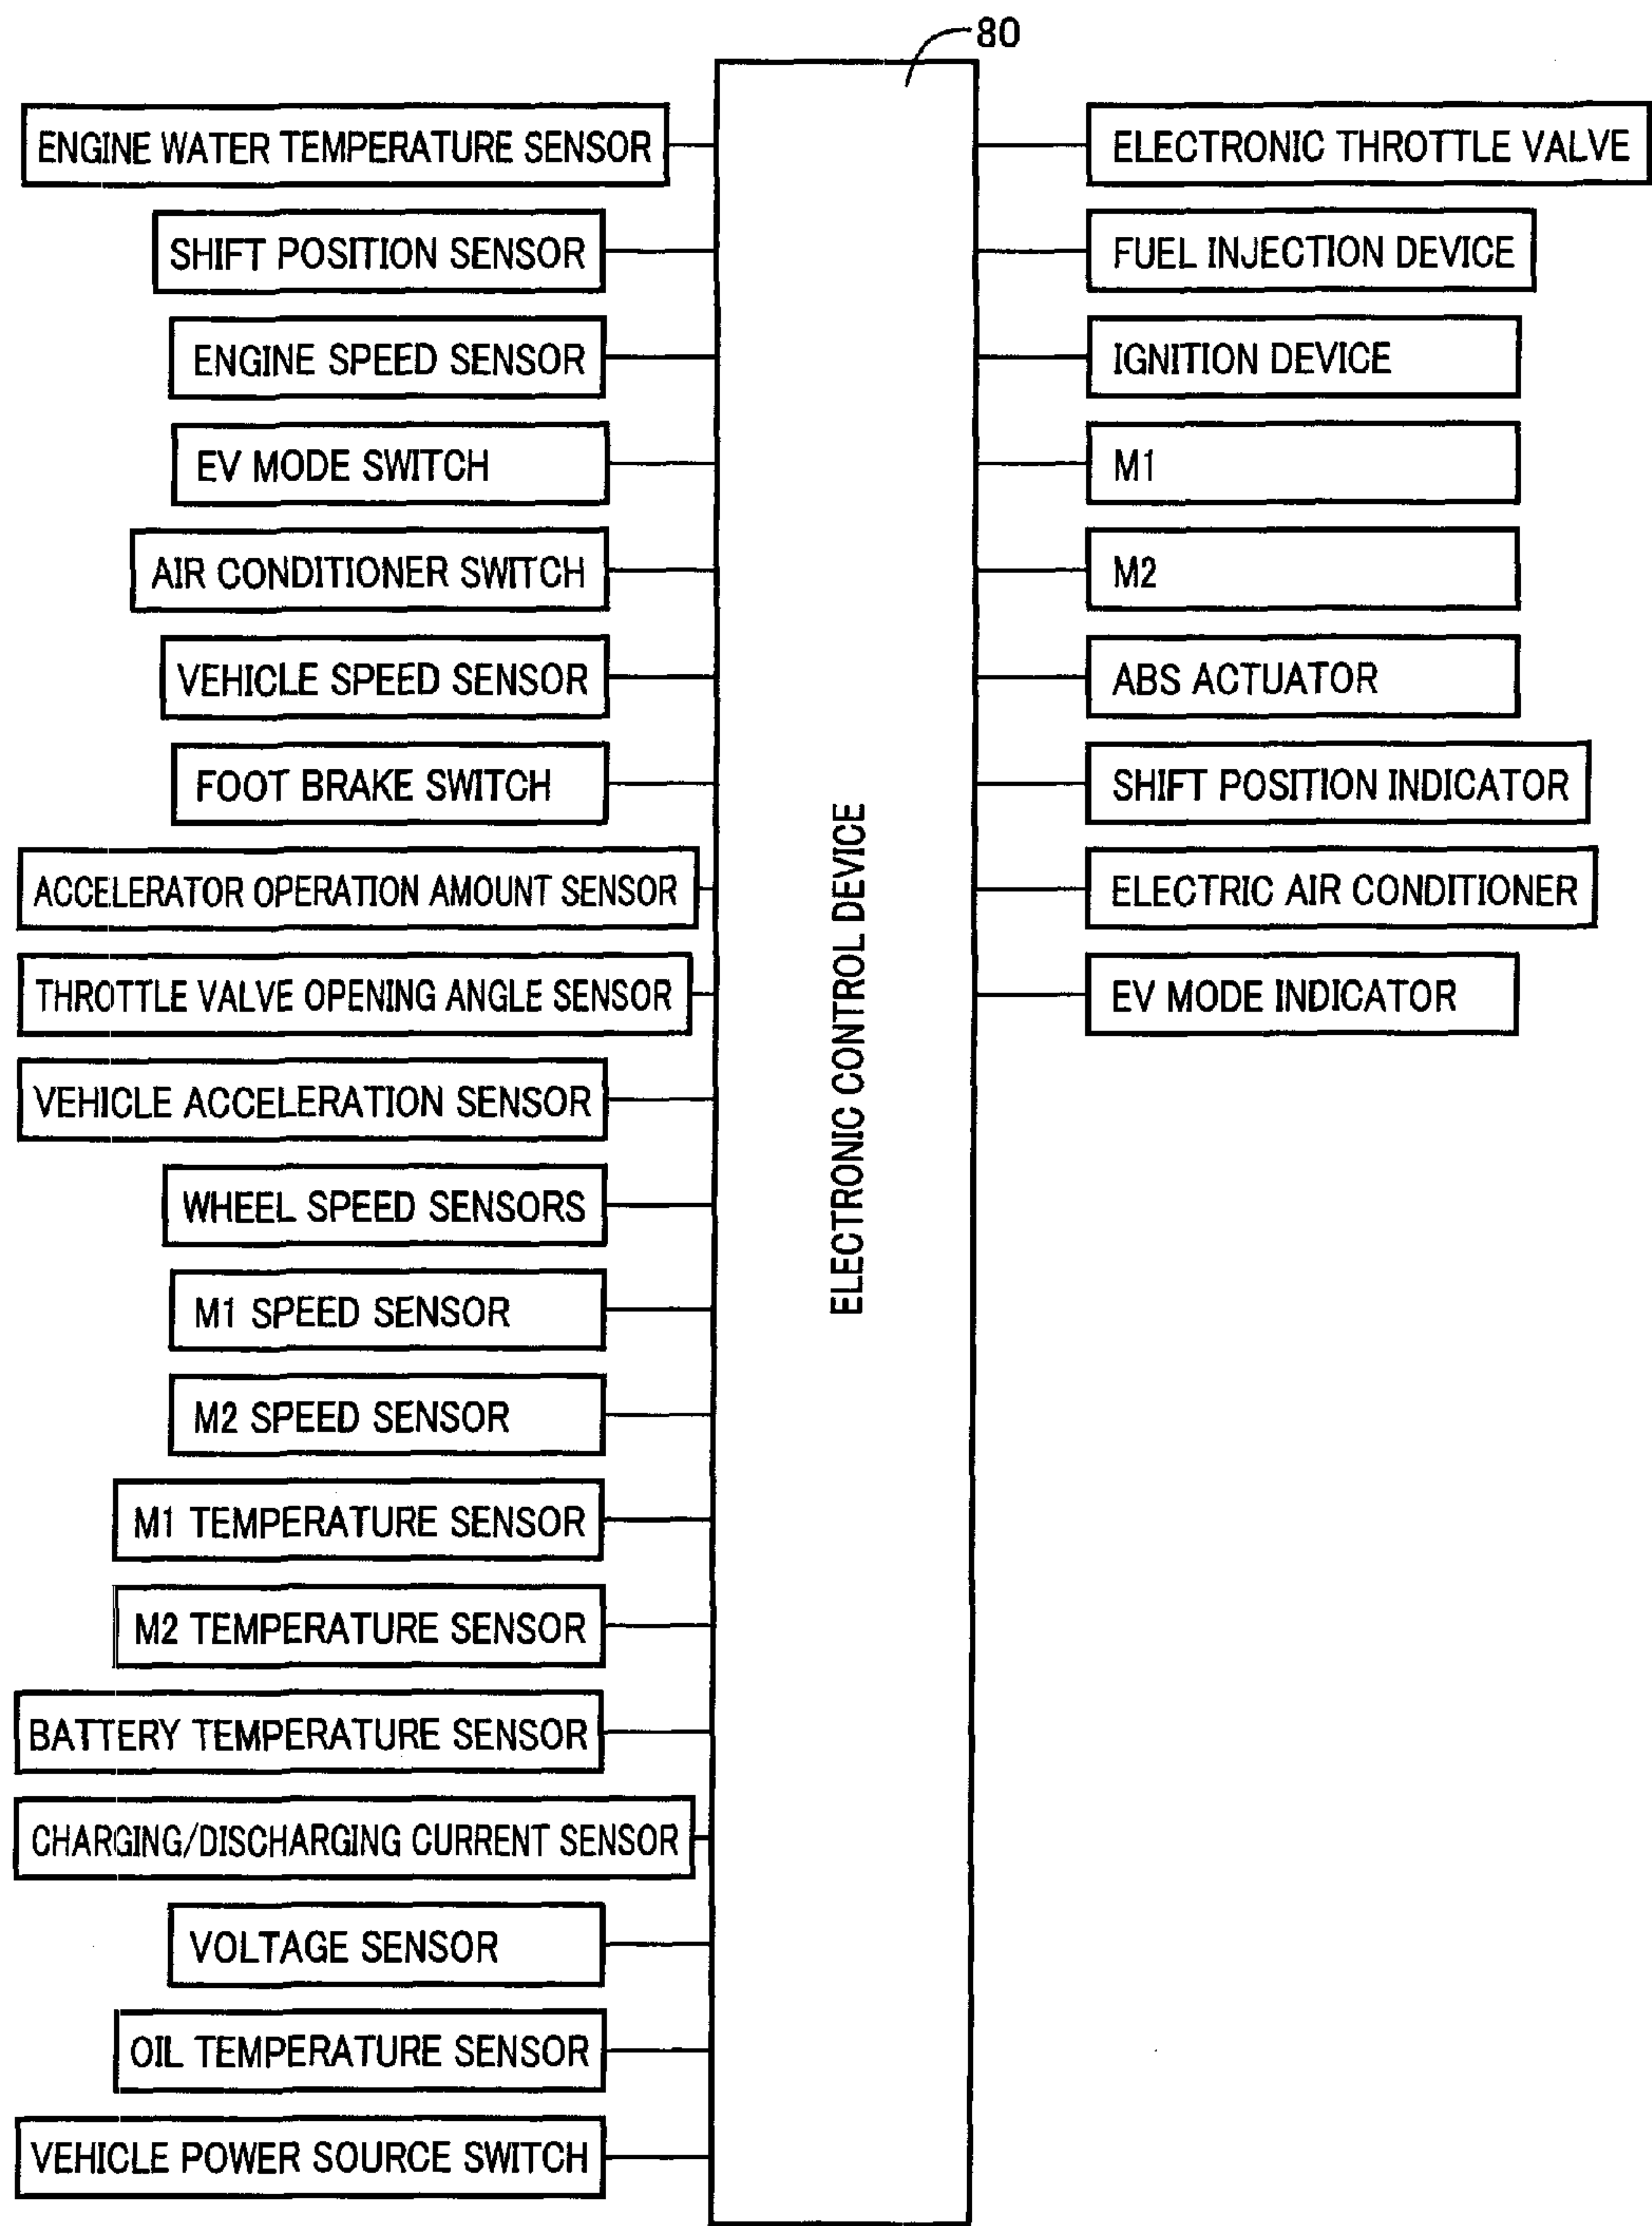 80
ENGINE WATER TEMPERATURE SENSOR
SHIFT POSITION SENSOR
ENGINE SPEED SENSOR
EV MODE SWITCH
AIR CONDITIONER SWITCH
VEHICLE SPEED SENSOR
FOOT BRAKE SWITCH
ACCELERATOR OPERATION AMOUNT SENSOR
THROTTLE VALVE OPENING ANGLE SENSOR
VEHICLE ACCELERATION SENSOR
WHEEL SPEED SENSORS
M1 SPEED SENSOR
M2 SPEED SENSOR
M1 TEMPERATURE SENSOR
M2 TEMPERATURE SENSOR
BATTERY TEMPERATURE SENSOR
CHARGING/DISCHARGING CURRENT SENSOR
VOLTAGE SENSOR
OIL TEMPERATURE SENSOR
VEHICLE POWER SOURCE SWITCH
ELECTRONIC CONTROL DEVICE
ELECTRONIC THROTTLE VALVE
FUEL INJECTION DEVICE
IGNITION DEVICE
M1
M2
ABS ACTUATOR
SHIFT POSITION INDICATOR
ELECTRIC AIR CONDITIONER
EV MODE INDICATOR